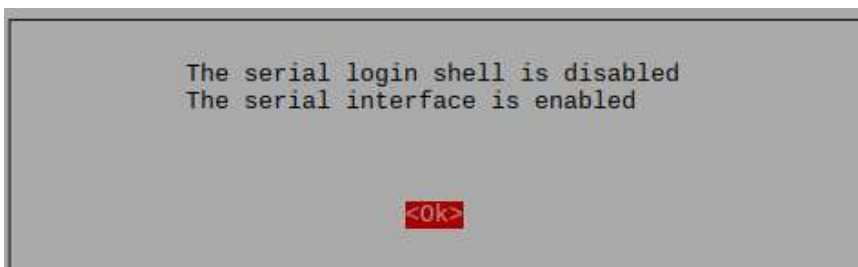 The serial login shell is disabled
The serial interface is enabled
<Ok>